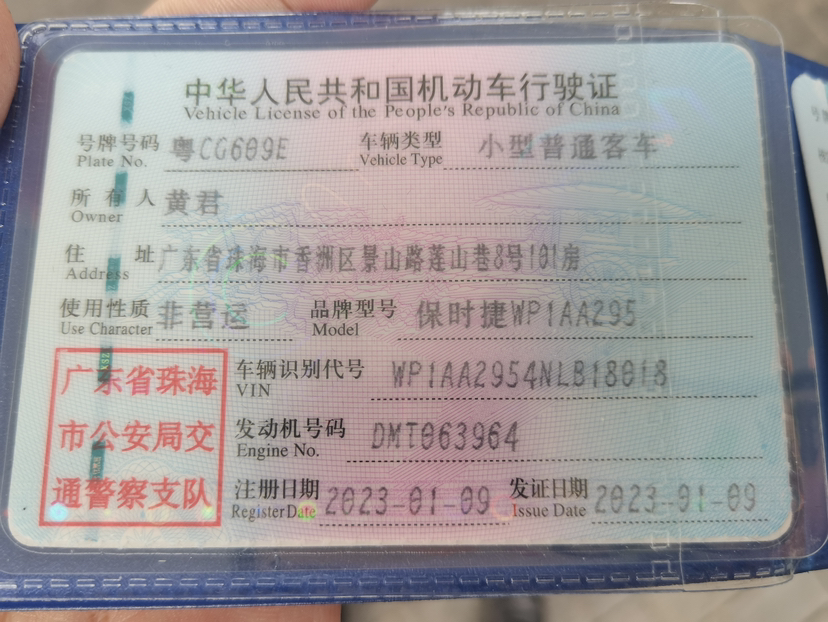 中华人民共和国机动车行驶证
Vehicle License of the People's Republic of China
号牌号码 粤CG609E 车辆类型 小型普通客车
Plate No. Vehicle Type
所有人 黄君
Owner
住址 广东省珠海市香洲区景山路莲山巷8号101房
Address
使用性质 非营运 品牌型号 保时捷WP1AA295
Use Character Model
广东省珠海
市公安局交
通警察支队
车辆识别代号 WP1AA2954NLB18018
VIN
发动机号码 DMT063964
Engine No.
注册日期 2023-01-09 发证日期 2023-01-09
Register Date Issue Date